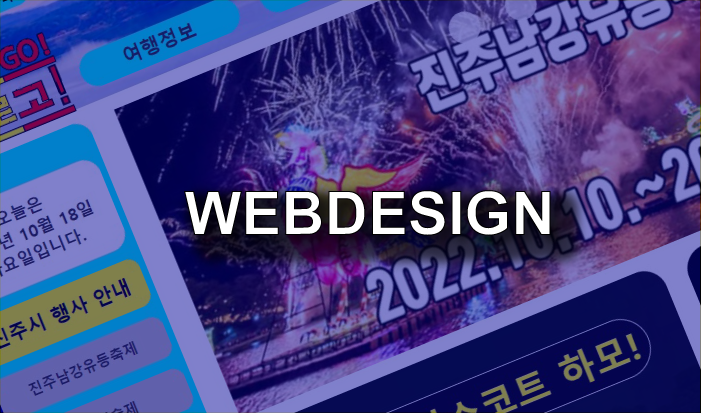 GO!
고!
여행정보
진주남강유등
2022.10.10.~20
WEBDESIGN
오늘은
년 10월 18일
요일입니다.
진주시 행사 안내
진주남강유등축제
스코트 하모!